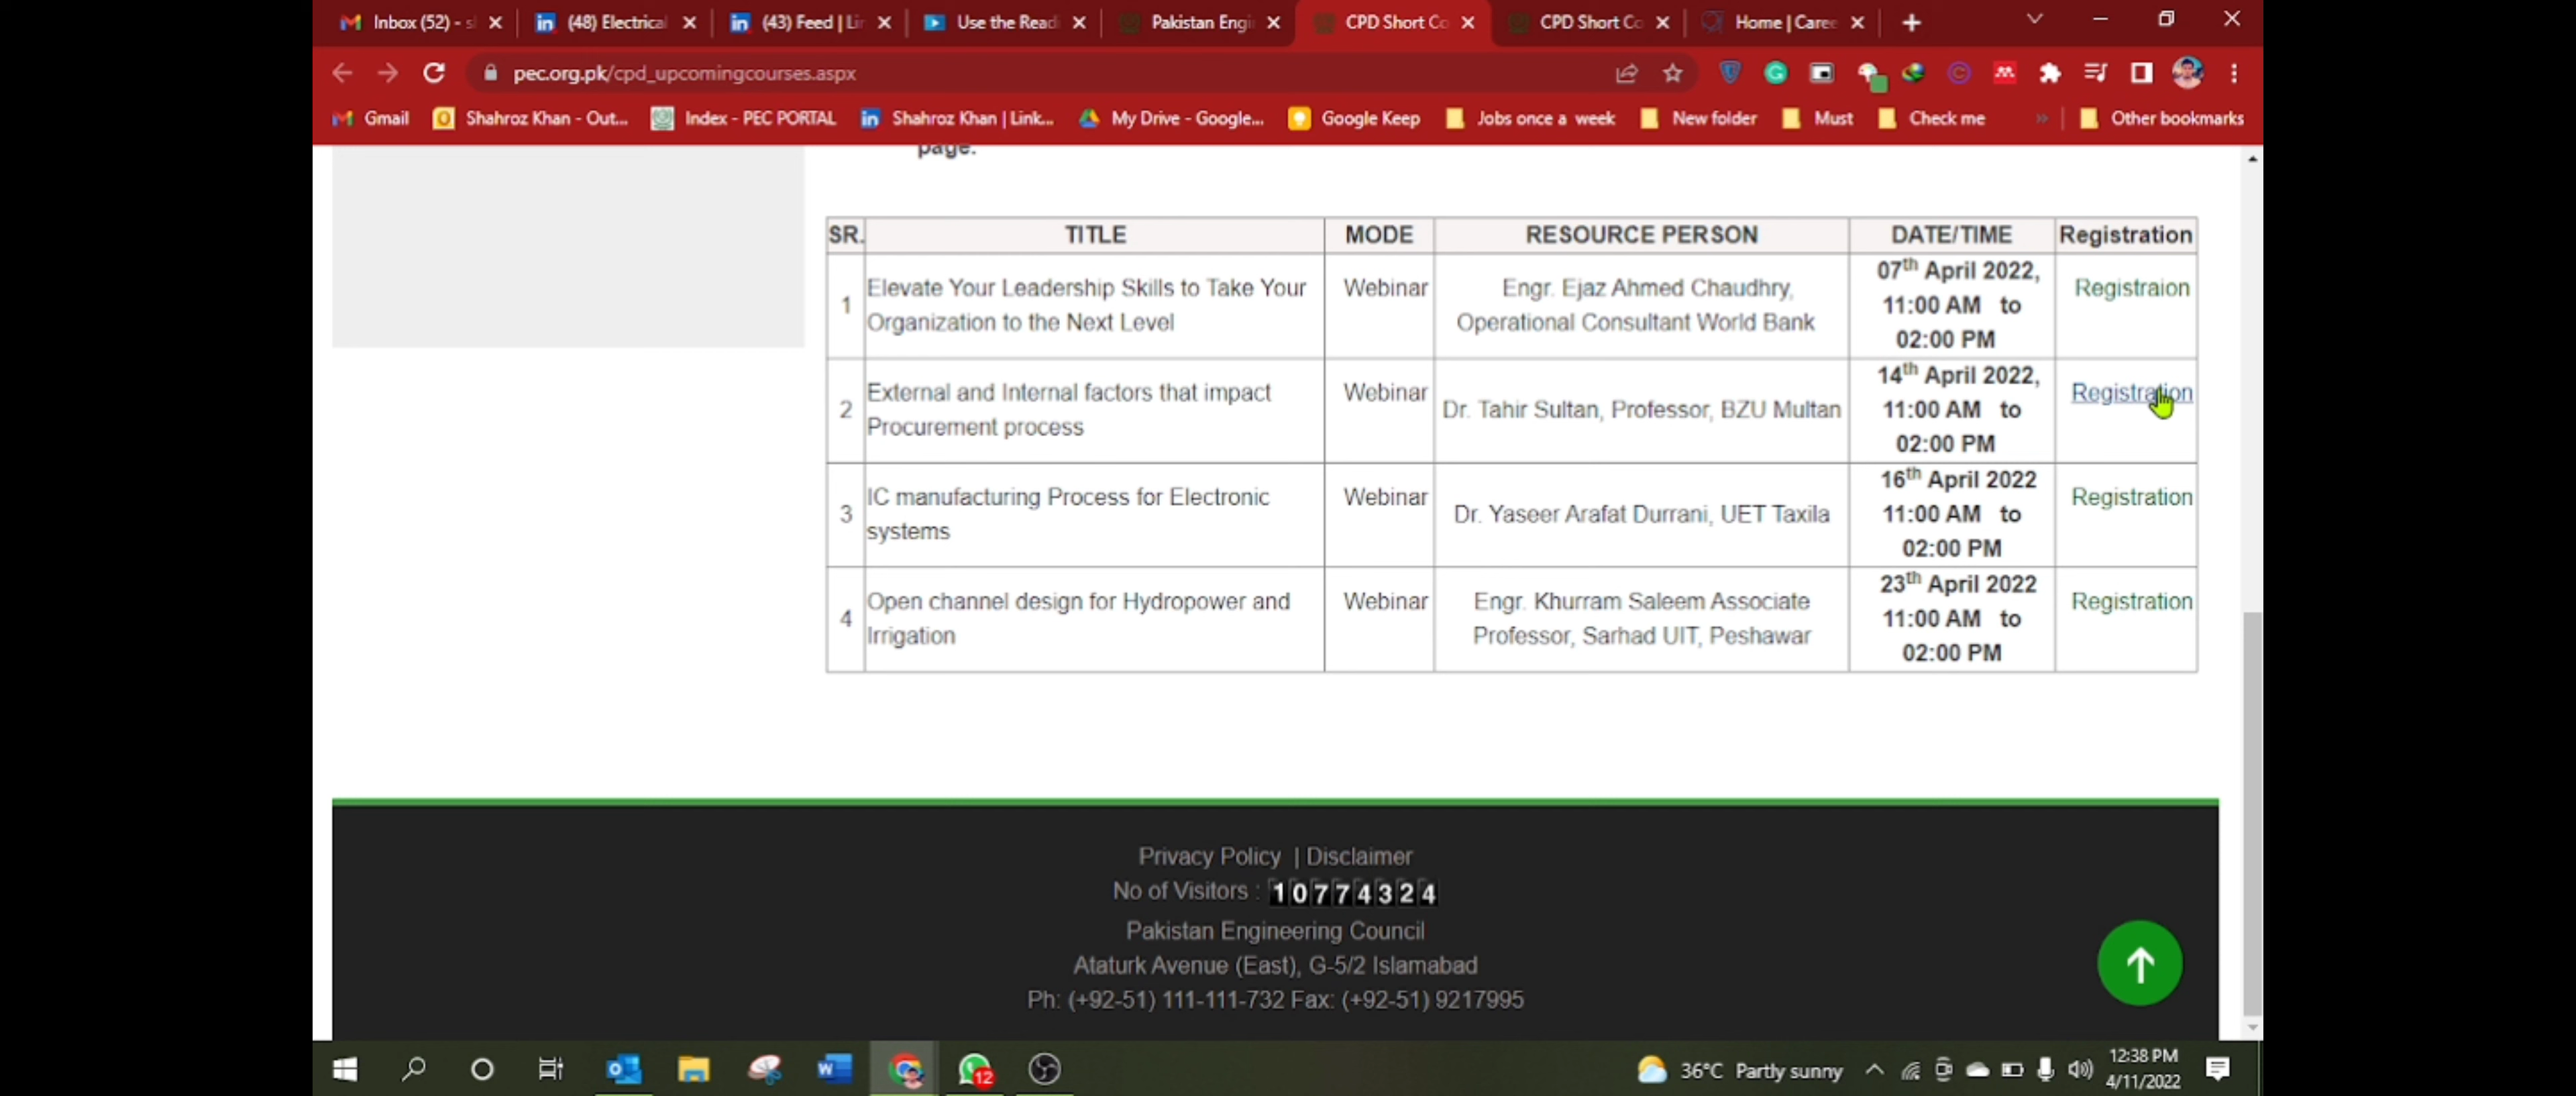 Inbox (52) - s
(48) Electrical
(43) Feed | Lin
Use the Read
Pakistan Engi
CPD Short Co
CPD Short Co
Home | Caree
pec.org.pk/cpd_upcomingcourses.aspx
Gmail
Shahroz Khan - Out...
Index - PEC PORTAL
Shahroz Khan | Link...
My Drive - Google...
Google Keep
Jobs once a week
New folder
Must
Check me
Other bookmarks
page.
SR. TITLE MODE RESOURCE PERSON DATE/TIME Registration
1
Elevate Your Leadership Skills to Take Your
Organization to the Next Level
Webinar
Engr. Ejaz Ahmed Chaudhry,
Operational Consultant World Bank
07th April 2022,
11:00 AM to
02:00 PM
Registraion
2
External and Internal factors that impact
Procurement process
Webinar
Dr. Tahir Sultan, Professor, BZU Multan
14th April 2022,
11:00 AM to
02:00 PM
Registration
3
IC manufacturing Process for Electronic
systems
Webinar
Dr. Yaseer Arafat Durrani, UET Taxila
16th April 2022
11:00 AM to
02:00 PM
Registration
4
Open channel design for Hydropower and
Irrigation
Webinar
Engr. Khurram Saleem Associate
Professor, Sarhad UIT, Peshawar
23th April 2022
11:00 AM to
02:00 PM
Registration
Privacy Policy | Disclaimer
No of Visitors : 10774324
Pakistan Engineering Council
Ataturk Avenue (East), G-5/2 Islamabad
Ph: (+92-51) 111-111-732 Fax: (+92-51) 9217995
12
36°C Partly sunny
12:38 PM
4/11/2022